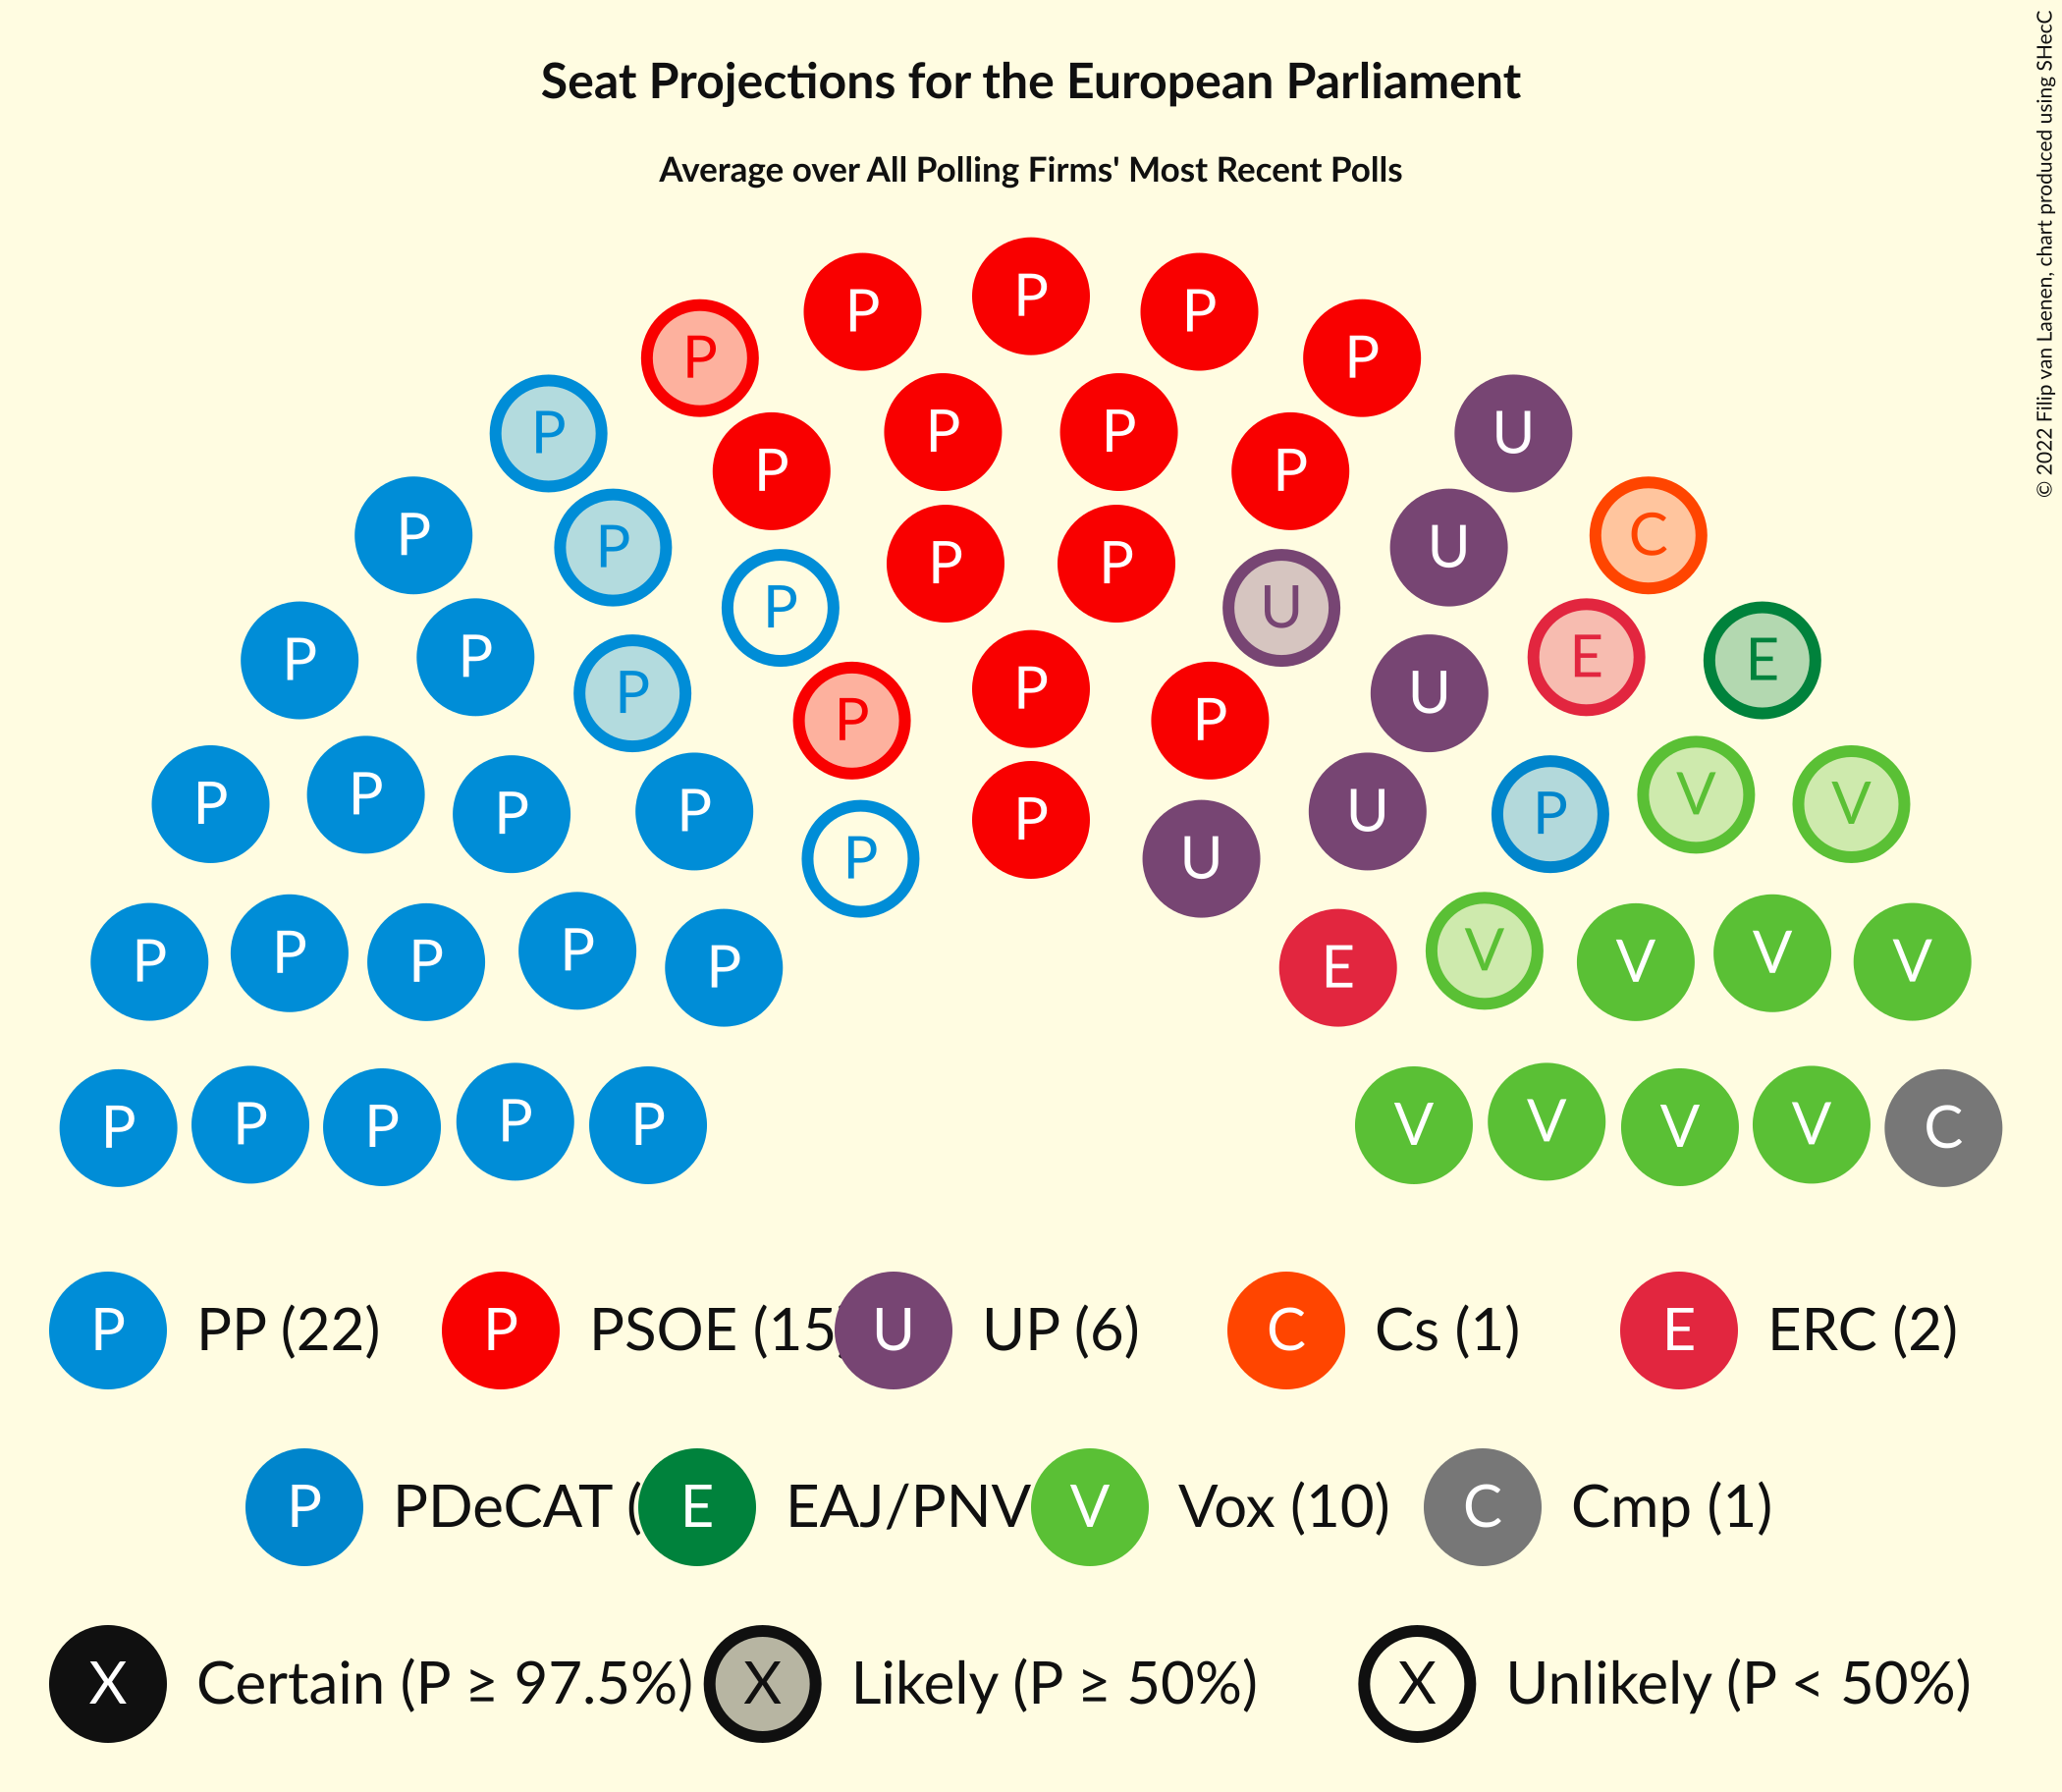 Seat Projections for the European Parliament
Average over All Polling Firms' Most Recent Polls
© 2022 Filip van Laenen, chart produced using SHecC
P P P P P
P U
P C
P P P P
P U
P E
P E
P P
P U
P P
P U
P V V
P P P P
P U
P P P
P P U
P P P P P E V V V V
P P P P P V V V V C
P PP (22) P PSOE (15 U UP (6) C Cs (1) E ERC (2)
P PDeCAT ( E EAJ/PNV V Vox (10) C Cmp (1)
X Certain (P ≥ 97.5%) X Likely (P ≥ 50%) X Unlikely (P < 50%)